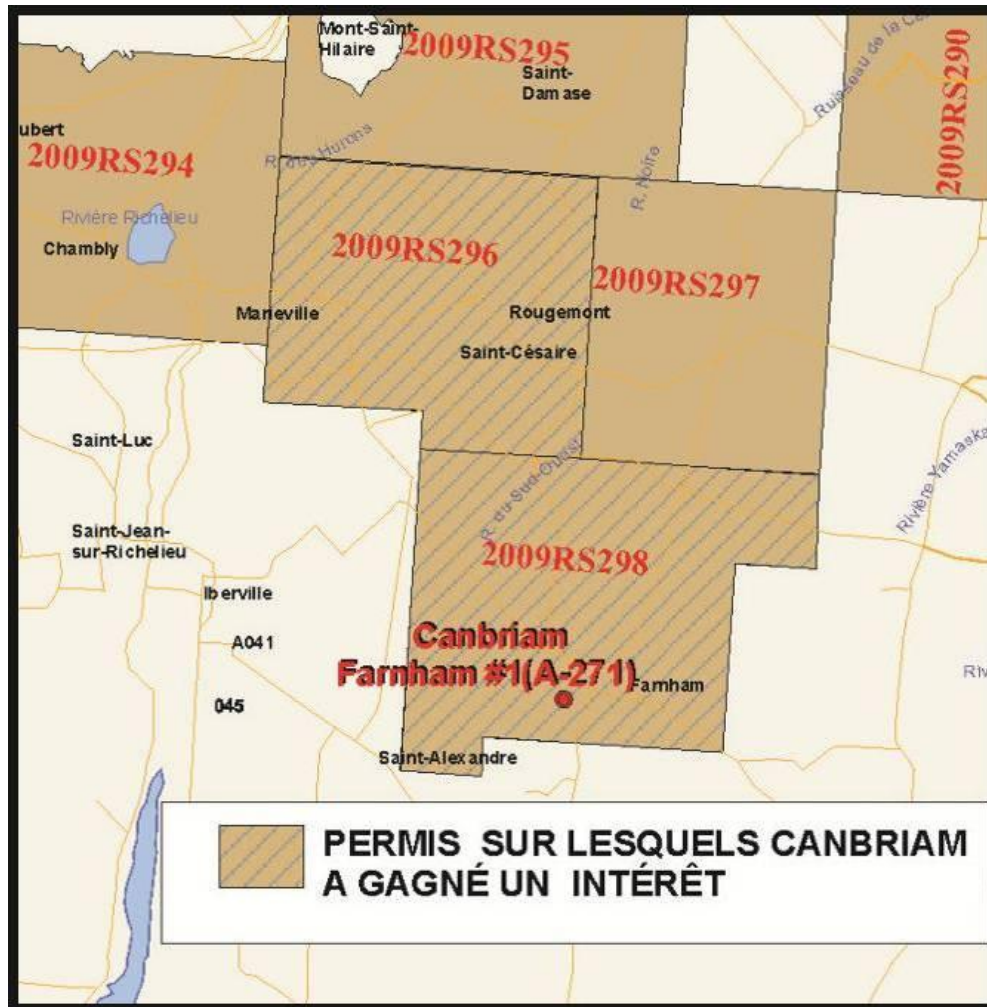 Mont-Saint-
Hilaire
2009RS295
Saint-
Damase
Ruisseau de la
2009RS290
ubert
2009RS294
R. des Hurons
R. Noire
Rivière Richelieu
Chambly
2009RS296
2009RS297
Marieville
Rougemont
Saint-Césaire
Saint-Luc
R. du Sud-Ouest
Rivière Yamaska
Saint-Jean-
sur-Richelieu
2009RS298
Iberville
A041
Canbriam
Farnham #1(A-271)
Farnham
Riv
045
Saint-Alexandre
PERMIS SUR LESQUELS CANBRIAM
A GAGNÉ UN INTÉRÊT